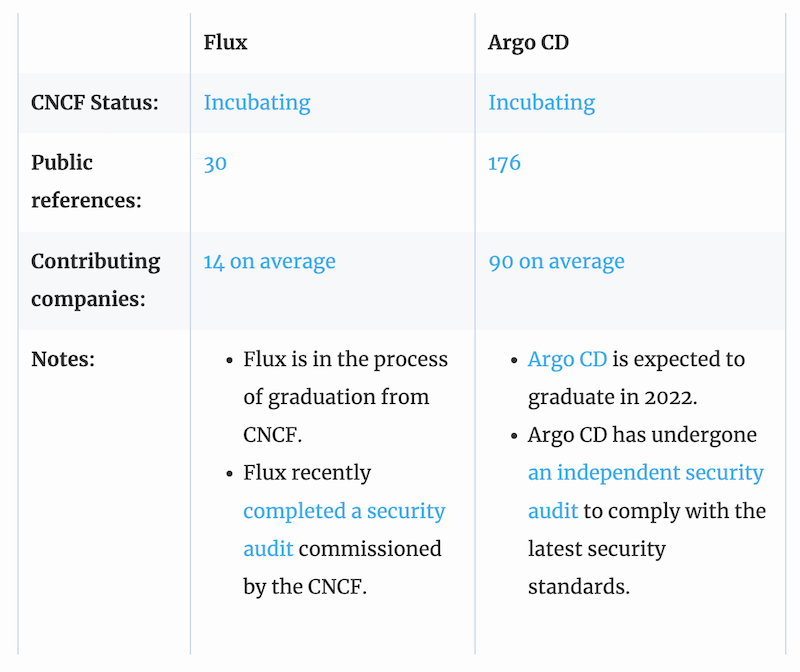 Flux
Argo CD
CNCF Status:
Incubating
Incubating
Public
references:
30
176
Contributing
companies:
14 on average
90 on average
Notes:
• Flux is in the process
of graduation from
CNCF.
• Flux recently
completed a security
audit commissioned
by the CNCF.
• Argo CD is expected to
graduate in 2022.
• Argo CD has undergone
an independent security
audit to comply with the
latest security
standards.